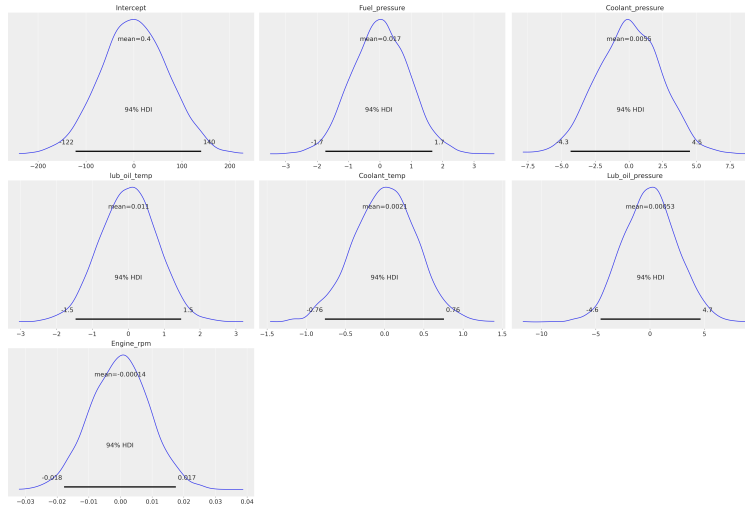 Intercept
mean=0.4
94% HDI
-122 140
−200 −100 0 100 200
Fuel_pressure
mean=0.017
94% HDI
-1.7 1.7
−3 −2 −1 0 1 2 3
Coolant_pressure
mean=0.0055
94% HDI
-4.3 4.5
−7.5 −5.0 −2.5 0.0 2.5 5.0 7.5
lub_oil_temp
mean=0.011
94% HDI
-1.5 1.5
−3 −2 −1 0 1 2 3
Coolant_temp
mean=0.0021
94% HDI
-0.76 0.76
−1.5 −1.0 −0.5 0.0 0.5 1.0 1.5
Lub_oil_pressure
mean=0.00053
94% HDI
-4.6 4.7
−10 −5 0 5
Engine_rpm
mean=-0.00014
94% HDI
-0.018 0.017
−0.03 −0.02 −0.01 0.00 0.01 0.02 0.03 0.04